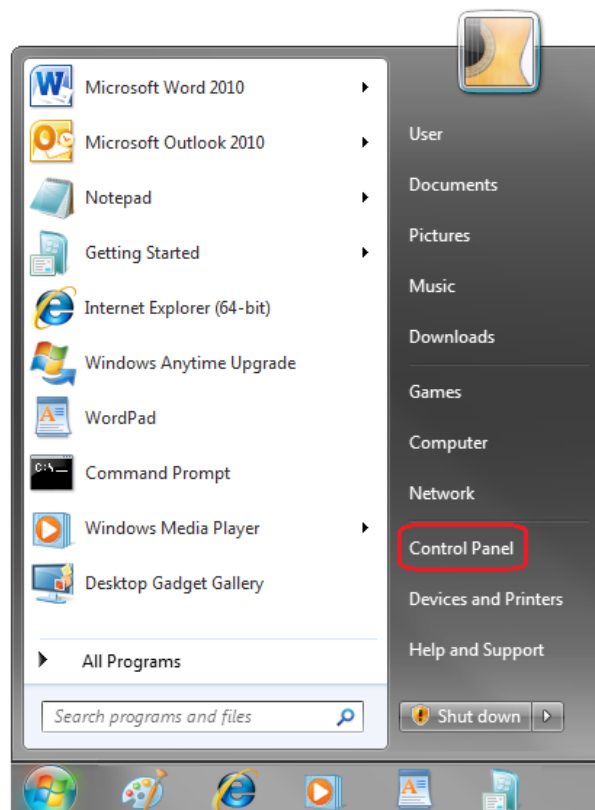 Microsoft Word 2010
Microsoft Outlook 2010
Notepad
Getting Started
Internet Explorer (64-bit)
Windows Anytime Upgrade
WordPad
Command Prompt
Windows Media Player
Desktop Gadget Gallery
All Programs
Search programs and files
User
Documents
Pictures
Music
Downloads
Games
Computer
Network
Control Panel
Devices and Printers
Help and Support
Shut down